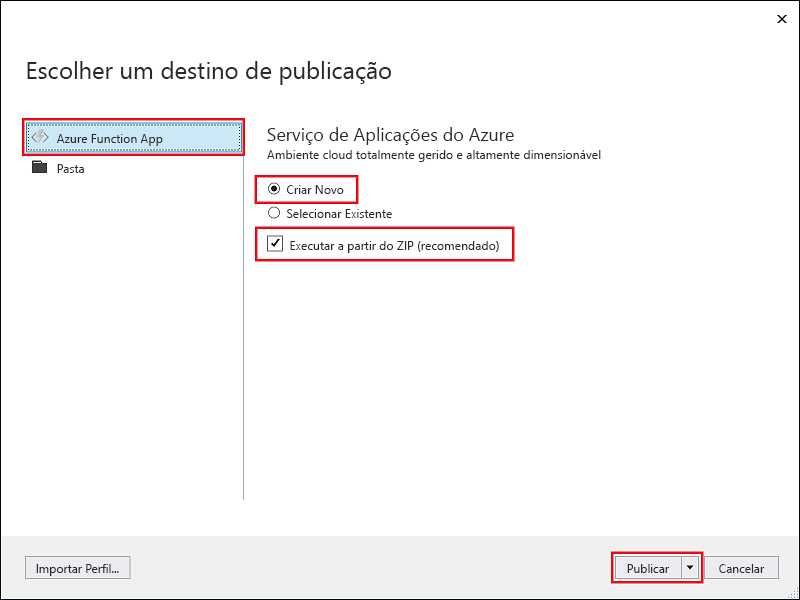 Escolher um destino de publicação
Azure Function App
Pasta
Serviço de Aplicações do Azure
Ambiente cloud totalmente gerido e altamente dimensionável
Criar Novo
Selecionar Existente
Executar a partir do ZIP (recomendado)
Importar Perfil...
Publicar
Cancelar